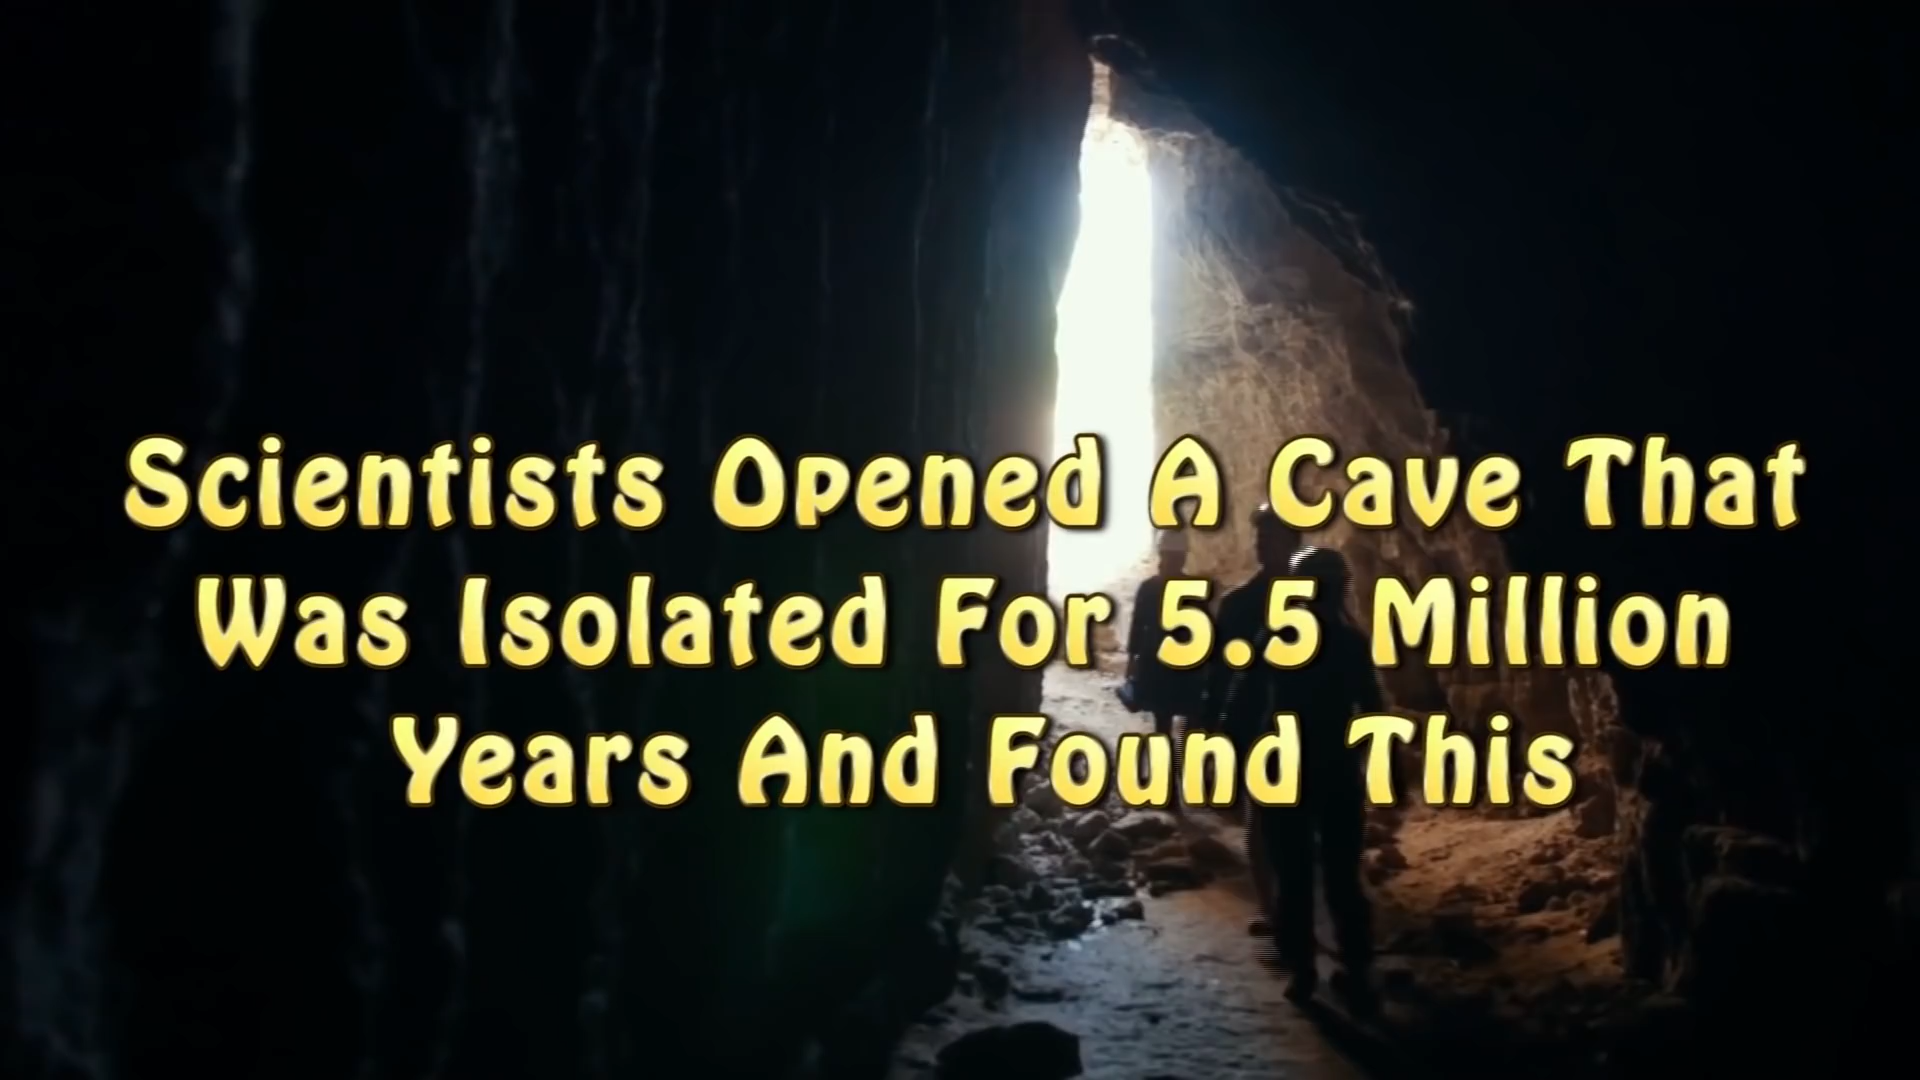 Scientists Opened A Cave That
Was Isolated For 5.5 Million
Years And Found This